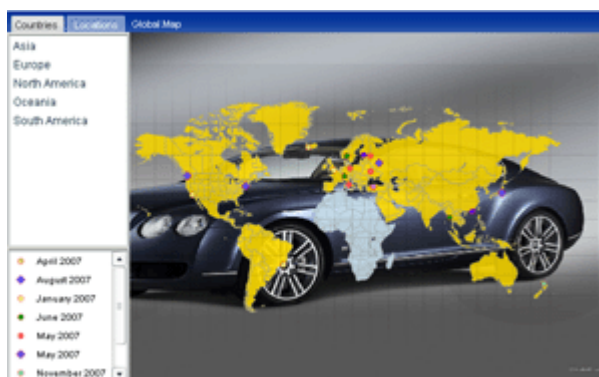 Countries Locations Global Map
Asia
Europe
North America
Oceania
South America
April 2007
August 2007
January 2007
June 2007
May 2007
May 2007
November 2007